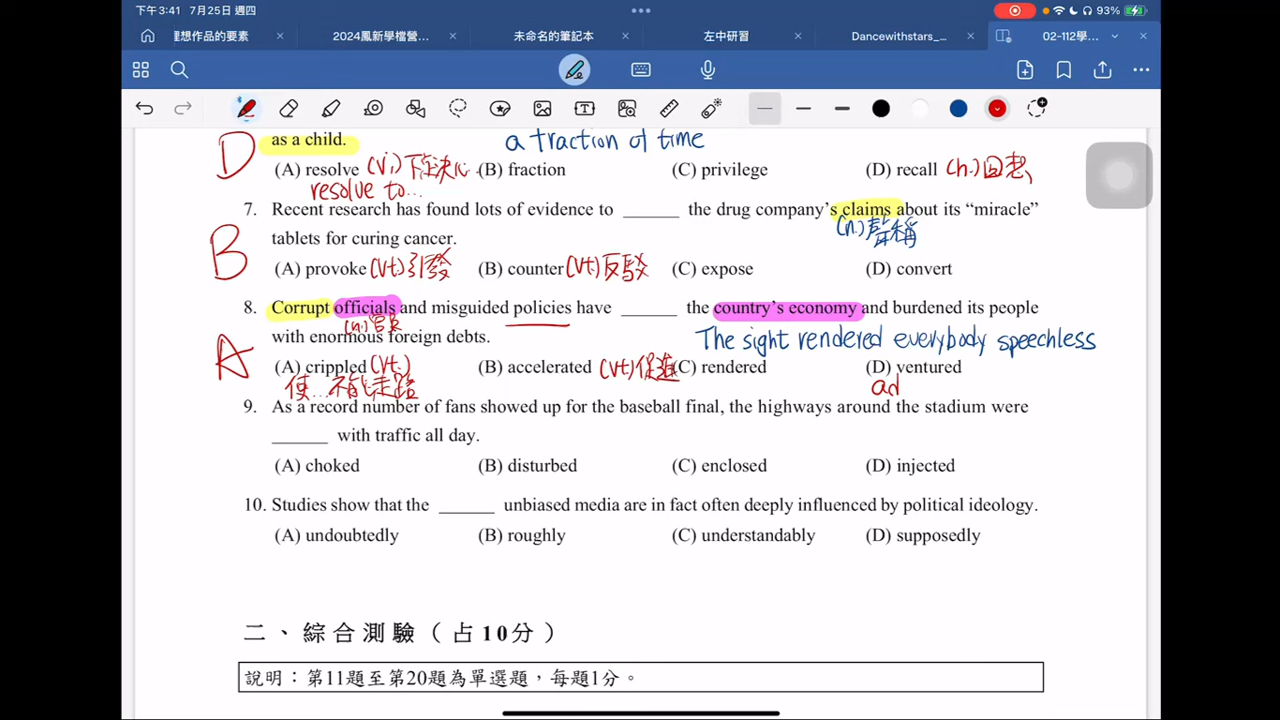 下午3:41 7月25日 週四
93%
理想作品的要素
2024鳳新學檔營...
未命名的筆記本
左中研習
Dancewithstars_...
02-112學...
as a child.
a fraction of time
D
(A) resolve (vi) 下定決心 (B) fraction (C) privilege (D) recall (n.) 回想
resolve to...
7. Recent research has found lots of evidence to ______ the drug company's claims about its “miracle”
(n.) 聲稱
tablets for curing cancer.
B
(A) provoke (vt) 引發 (B) counter (vt) 反駁 (C) expose (D) convert
8. Corrupt officials and misguided policies have ______ the country's economy and burdened its people
(n.) 官員
with enormous foreign debts.
The sight rendered everybody speechless
A
(A) crippled (vt.) (B) accelerated (vt) 促進 (C) rendered (D) ventured
使...不能走路
ad
9. As a record number of fans showed up for the baseball final, the highways around the stadium were
______ with traffic all day.
(A) choked (B) disturbed (C) enclosed (D) injected
10. Studies show that the ______ unbiased media are in fact often deeply influenced by political ideology.
(A) undoubtedly (B) roughly (C) understandably (D) supposedly
二、綜合測驗（占10分）
說明：第11題至第20題為單選題，每題1分。